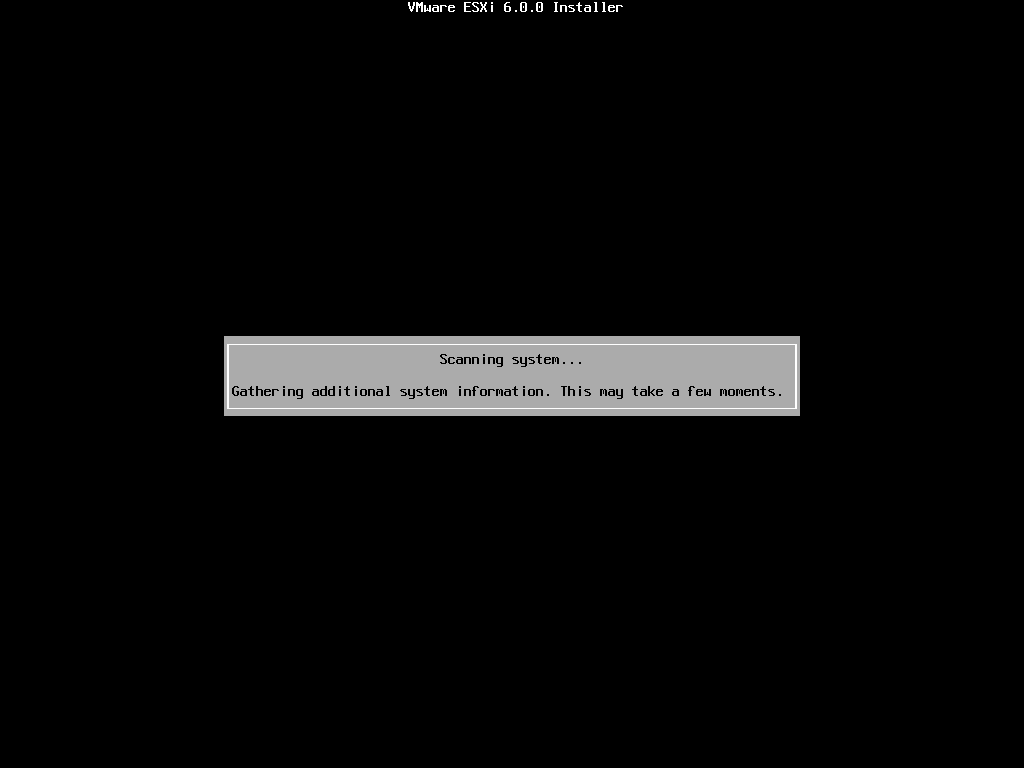 VMware ESXi 6.0.0 Installer
Scanning system...
Gathering additional system information. This may take a few moments.